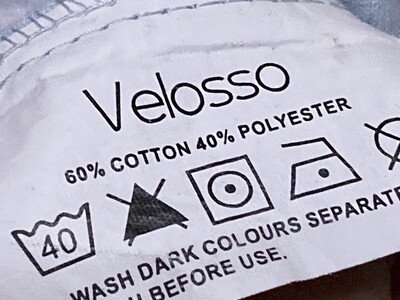 Velosso
60% COTTON 40% POLYESTER
40
WASH DARK COLOURS SEPARATE
BEFORE USE.